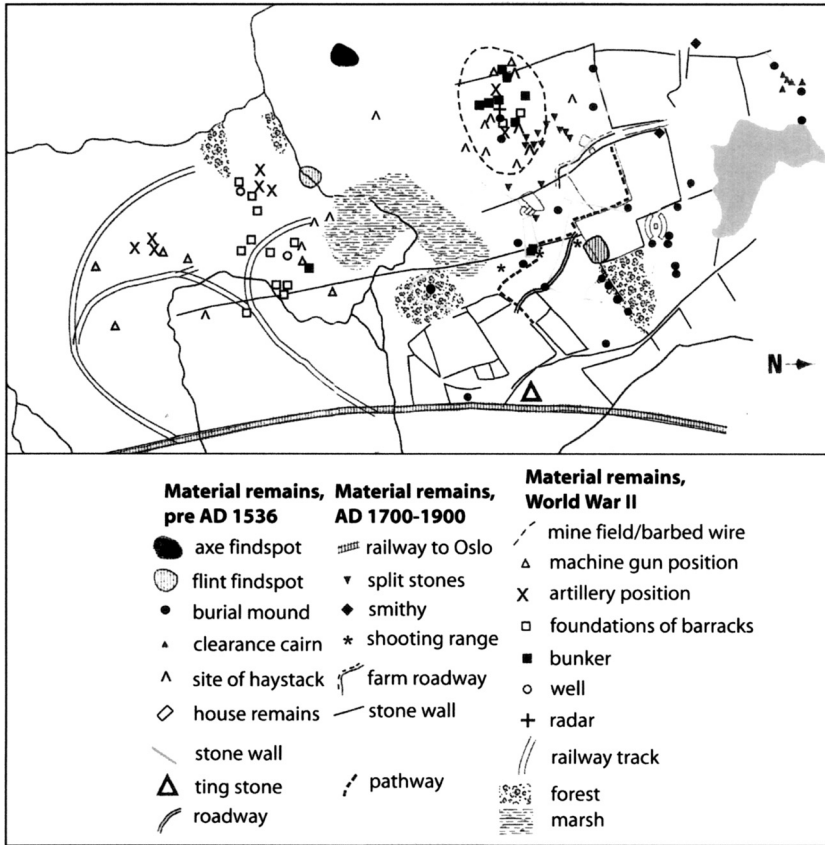 N
Material remains,
pre AD 1536
axe findspot
flint findspot
burial mound
clearance cairn
site of haystack
house remains
stone wall
ting stone
roadway
Material remains,
AD 1700-1900
railway to Oslo
split stones
smithy
shooting range
farm roadway
stone wall
pathway
Material remains,
World War II
mine field/barbed wire
machine gun position
artillery position
foundations of barracks
bunker
well
radar
railway track
forest
marsh